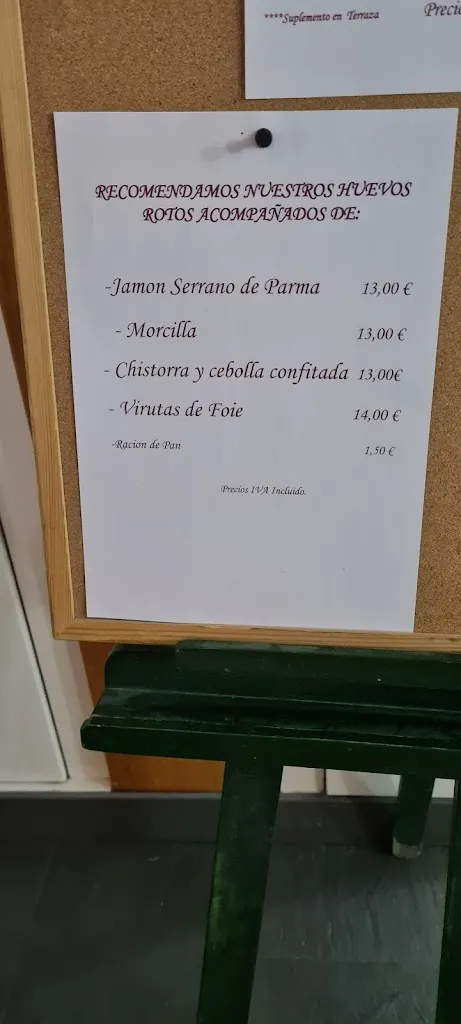 ****Suplemento en Terraza
RECOMENDAMOS NUESTROS HUEVOS
ROTOS ACOMPAÑADOS DE:
-Jamon Serrano de Parma 13,00 €
- Morcilla 13,00 €
- Chistorra y cebolla confitada 13,00€
- Virutas de Foie 14,00 €
-Racion de Pan 1,50 €
Precios IVA Incluido.